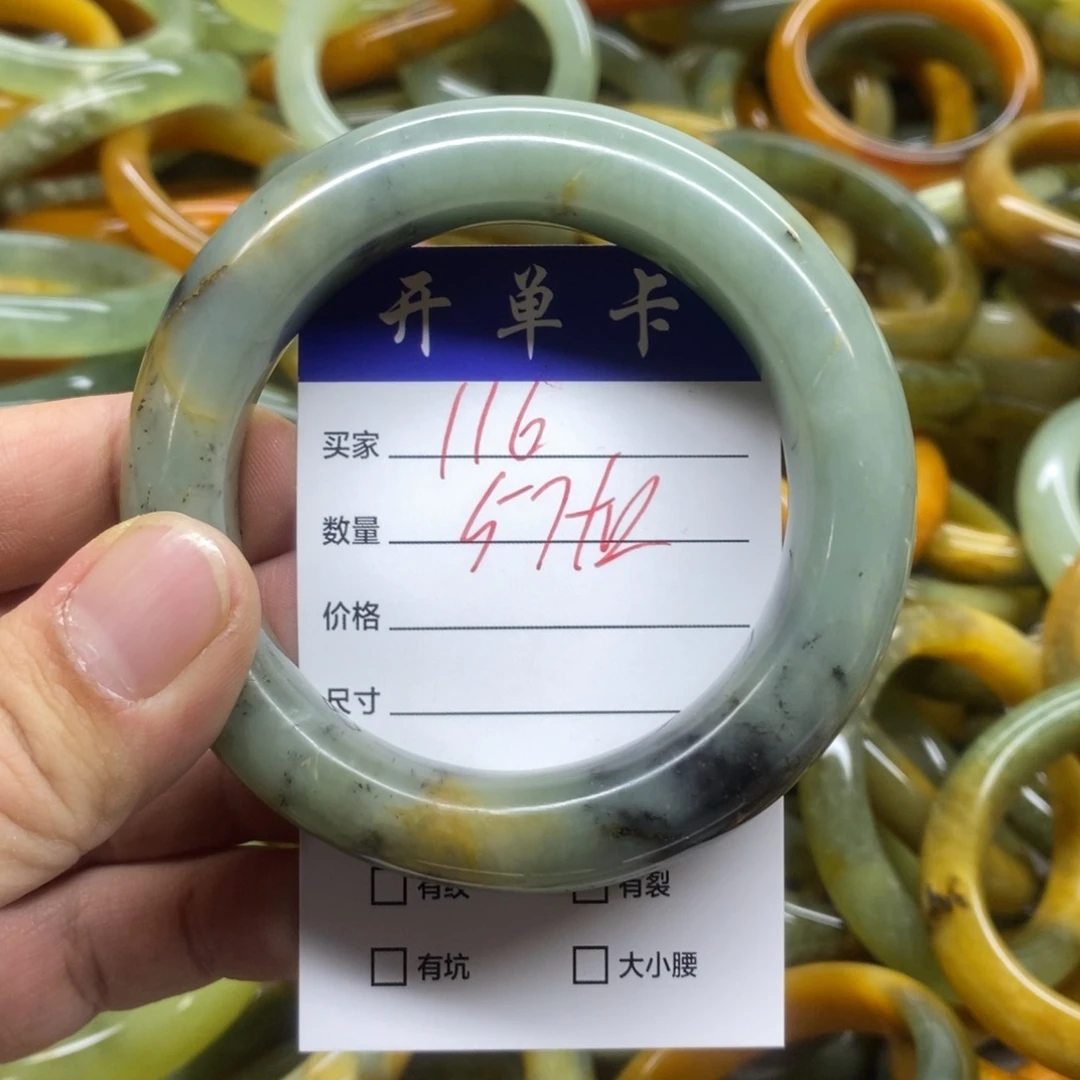 开单卡
买家 116
数量 57
价格
尺寸
有纹 有裂
有坑 大小腰